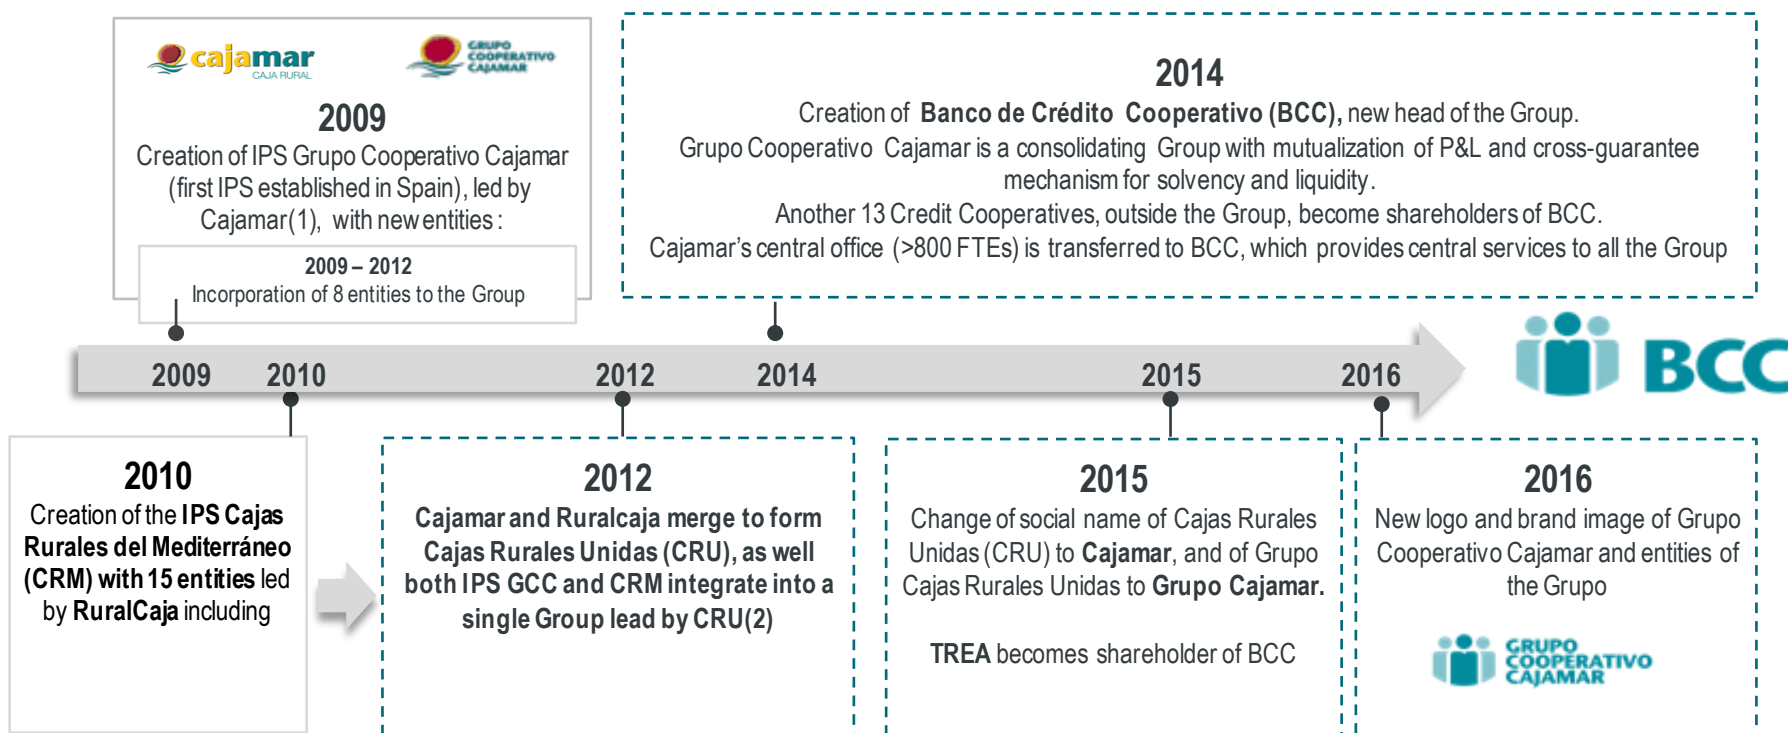 cajamar
CAJA RURAL
GRUPO
COOPERATIVO
CAJAMAR
2009
Creation of IPS Grupo Cooperativo Cajamar
(first IPS established in Spain), led by
Cajamar(1), with new entities :
2009 – 2012
Incorporation of 8 entities to the Group
2014
Creation of Banco de Crédito Cooperativo (BCC), new head of the Group.
Grupo Cooperativo Cajamar is a consolidating Group with mutualization of P&L and cross-guarantee
mechanism for solvency and liquidity.
Another 13 Credit Cooperatives, outside the Group, become shareholders of BCC.
Cajamar's central office (>800 FTEs) is transferred to BCC, which provides central services to all the Group
2009 2010 2012 2014 2015 2016
BCC
2010
Creation of the IPS Cajas
Rurales del Mediterráneo
(CRM) with 15 entities led
by RuralCaja including
2012
Cajamar and Ruralcaja merge to form
Cajas Rurales Unidas (CRU), as well
both IPS GCC and CRM integrate into a
single Group lead by CRU(2)
2015
Change of social name of Cajas Rurales
Unidas (CRU) to Cajamar, and of Grupo
Cajas Rurales Unidas to Grupo Cajamar.
TREA becomes shareholder of BCC
2016
New logo and brand image of Grupo
Cooperativo Cajamar and entities of
the Grupo
GRUPO
COOPERATIVO
CAJAMAR